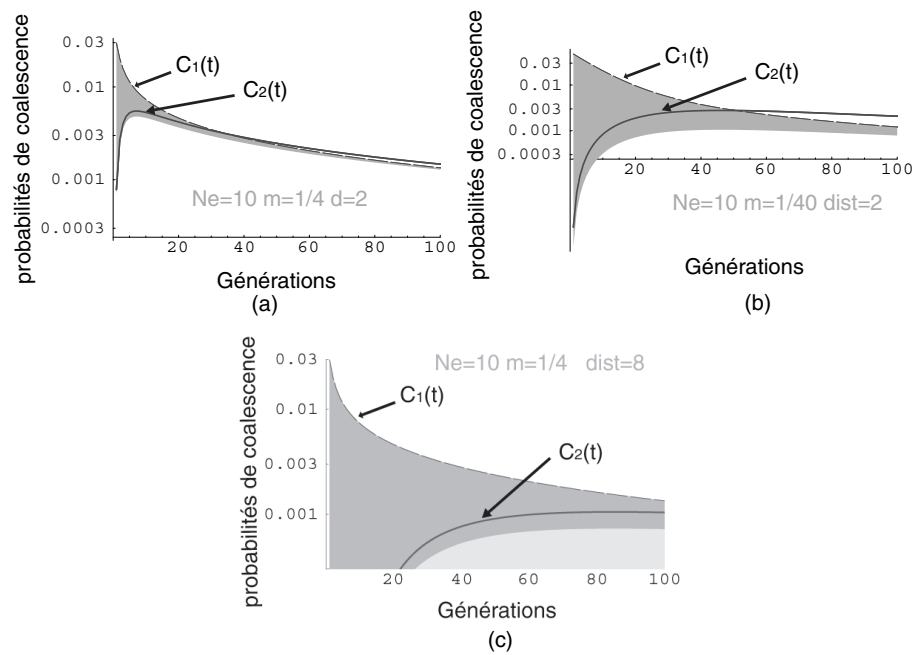 probabilités de coalescence
0.03
0.01
0.003
0.001
0.0003
C1(t)
C2(t)
Ne=10 m=1/4 d=2
20 40 60 80 100
Générations
(a)
probabilités de coalescence
0.03
0.01
0.003
0.001
0.0003
C1(t)
C2(t)
20 40 60 80 100
Ne=10 m=1/40 dist=2
Générations
(b)
probabilités de coalescence
0.03
0.01
0.003
0.001
Ne=10 m=1/4 dist=8
C1(t)
C2(t)
20 40 60 80 100
Générations
(c)